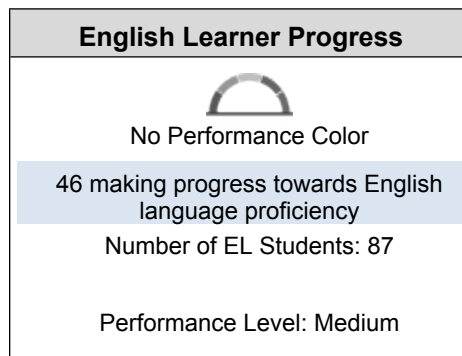 English Learner Progress
No Performance Color
46 making progress towards English
language proficiency
Number of EL Students: 87
Performance Level: Medium